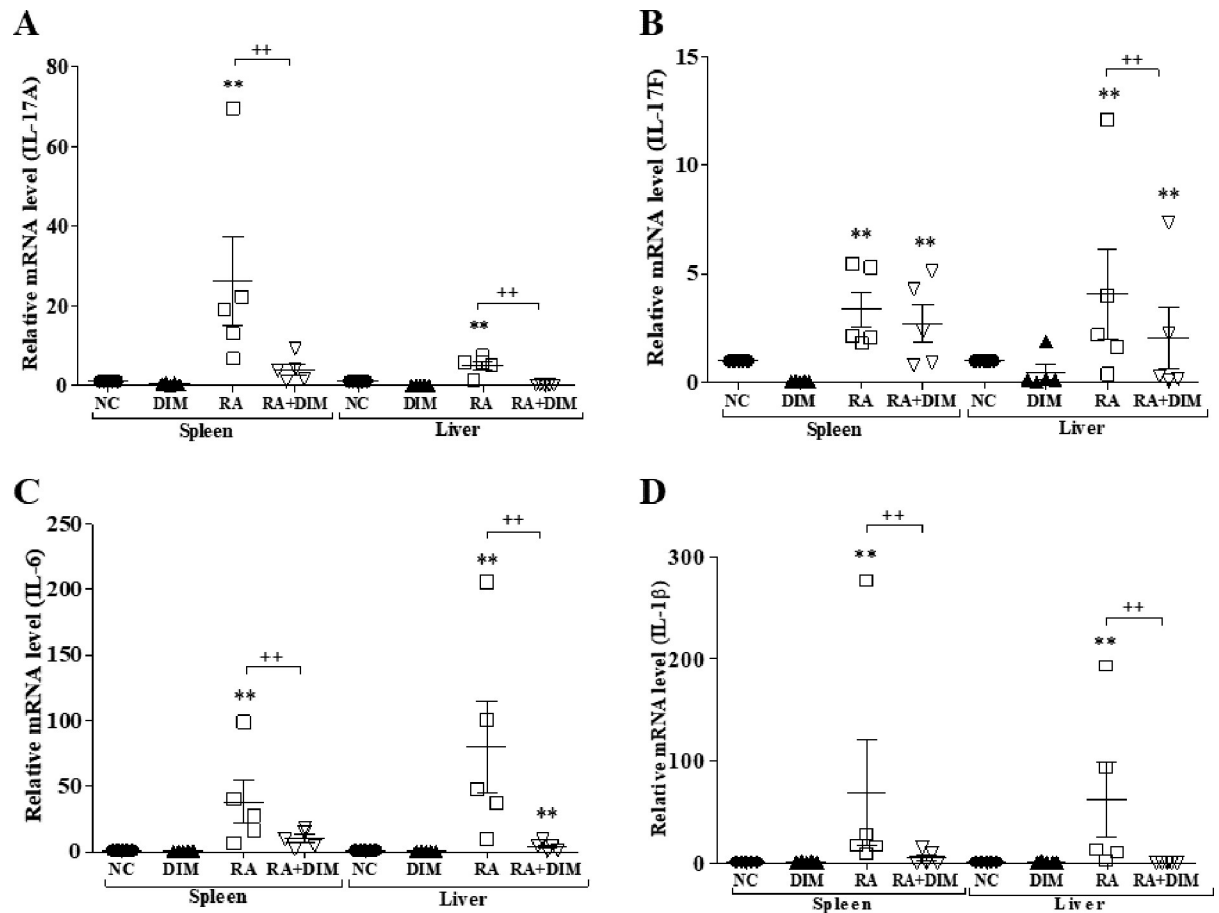 A
Relative mRNA level (IL-17A)
80
60
40
20
0
++
**
**
++
NC DIM RA RA+DIM NC DIM RA RA+DIM
Spleen Liver
B
Relative mRNA level (IL-17F)
15
10
5
0
++
**
**
**
**
NC DIM RA RA+DIM NC DIM RA RA+DIM
Spleen Liver
C
Relative mRNA level (IL-6)
250
200
150
100
50
0
++
**
++
**
**
NC DIM RA RA+DIM NC DIM RA RA+DIM
Spleen Liver
D
Relative mRNA level (IL-1β)
300
200
100
0
++
**
++
**
NC DIM RA RA+DIM NC DIM RA RA+DIM
Spleen Liver